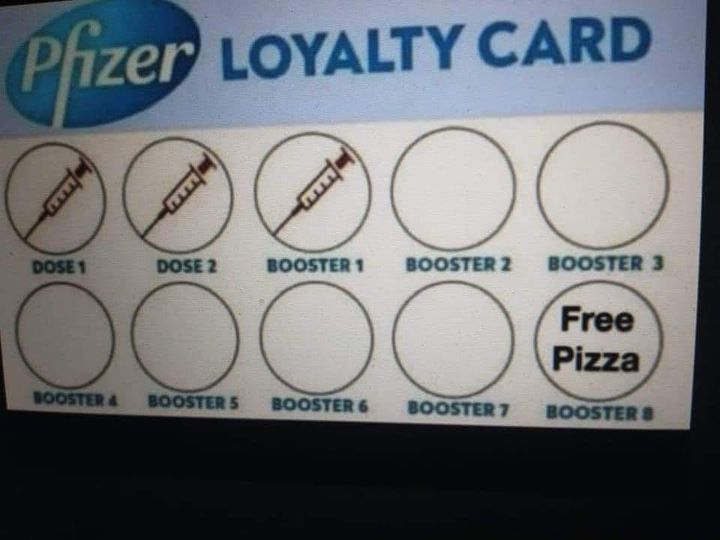 Pfizer LOYALTY CARD
DOSE 1 DOSE 2 BOOSTER 1 BOOSTER 2 BOOSTER 3
Free
Pizza
BOOSTER 4 BOOSTER 5 BOOSTER 6 BOOSTER 7 BOOSTER 8